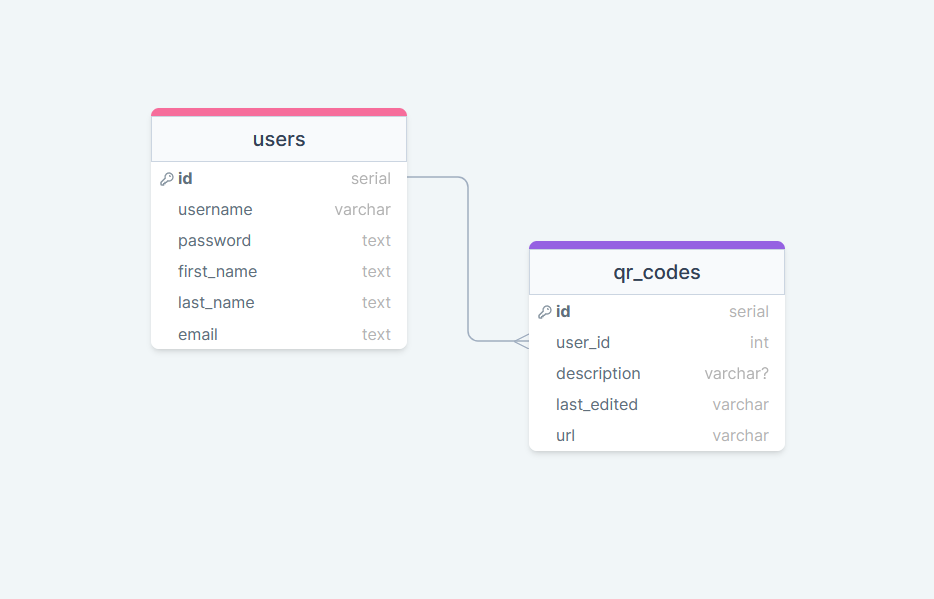 users
id serial
username varchar
password text
first_name text
last_name text
email text
qr_codes
id serial
user_id int
description varchar?
last_edited varchar
url varchar